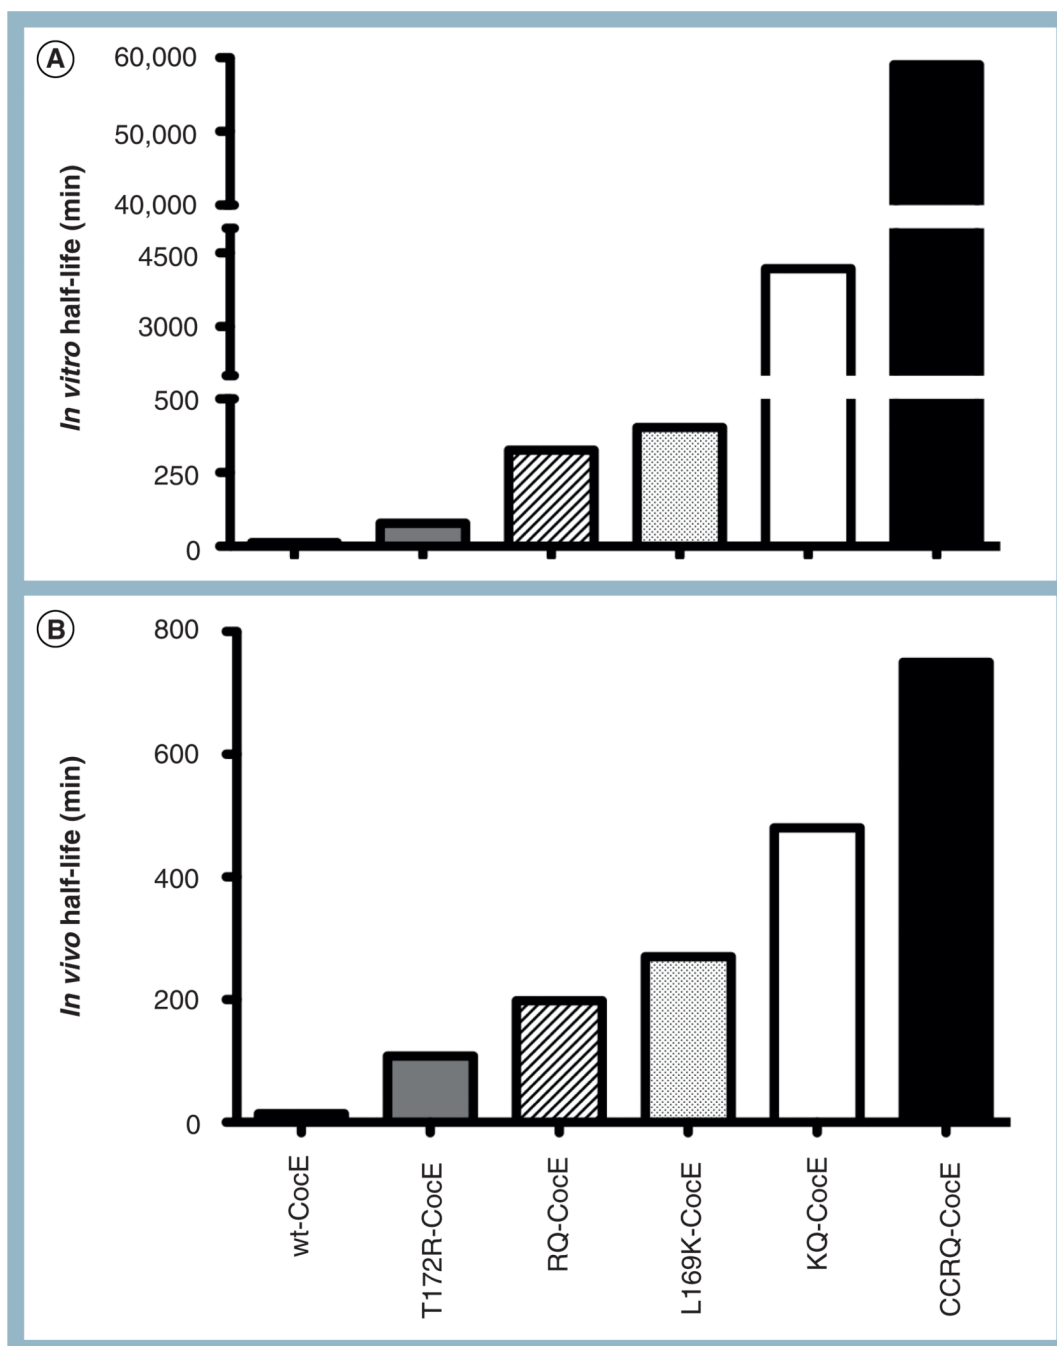 A
60,000
50,000
40,000
4500
3000
500
250
0
In vitro half-life (min)
B
800
600
400
200
0
In vivo half-life (min)
wt-CocE
T172R-CocE
RQ-CocE
L169K-CocE
KQ-CocE
CCRQ-CocE